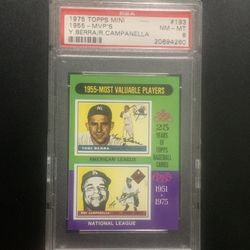 1975 TOPPS MINI #193
1955-MVP'S NM-MT
Y.BERRA/R.CAMPANELLA 8
PSA 20694260
1955-MOST VALUABLE PLAYERS
YOGI BERRA
AMERICAN LEAGUE
25
YEARS OF
TOPPS
BASEBALL
CARDS
1951
1975
ROY CAMPANELLA
NATIONAL LEAGUE